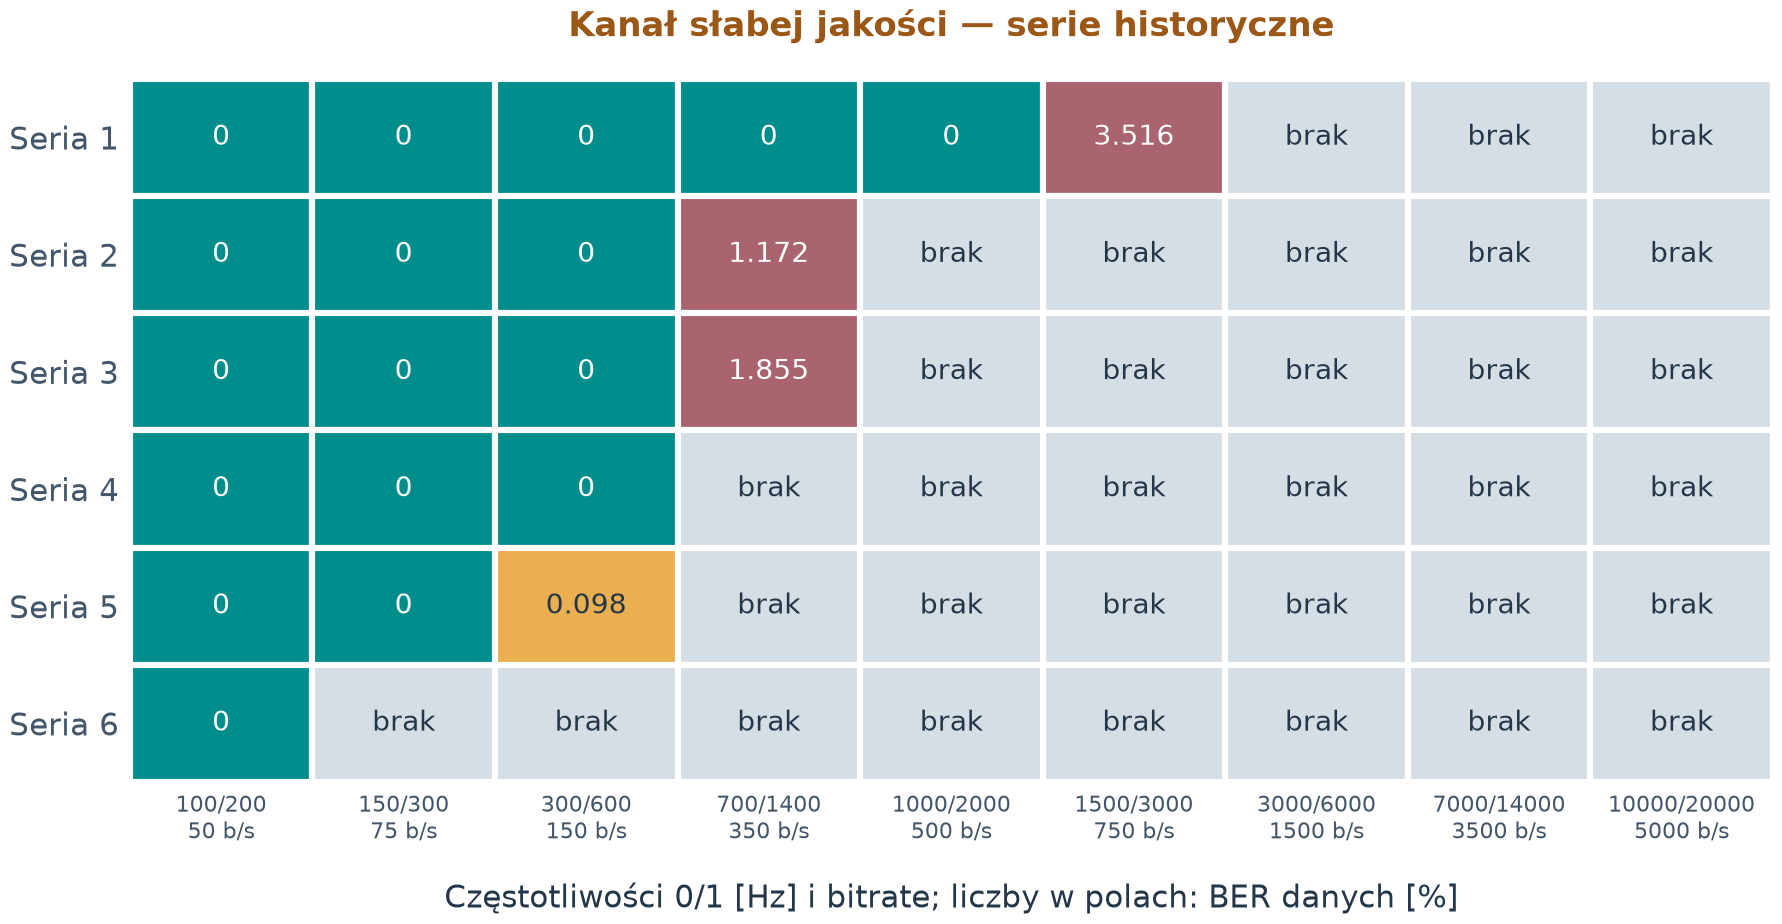 Kanał słabej jakości — serie historyczne
Seria 1 0 0 0 0 0 3.516 brak brak brak
Seria 2 0 0 0 1.172 brak brak brak brak brak
Seria 3 0 0 0 1.855 brak brak brak brak brak
Seria 4 0 0 0 brak brak brak brak brak brak
Seria 5 0 0 0.098 brak brak brak brak brak brak
Seria 6 0 brak brak brak brak brak brak brak brak
100/200 150/300 300/600 700/1400 1000/2000 1500/3000 3000/6000 7000/14000 10000/20000
50 b/s 75 b/s 150 b/s 350 b/s 500 b/s 750 b/s 1500 b/s 3500 b/s 5000 b/s
Częstotliwości 0/1 [Hz] i bitrate; liczby w polach: BER danych [%]